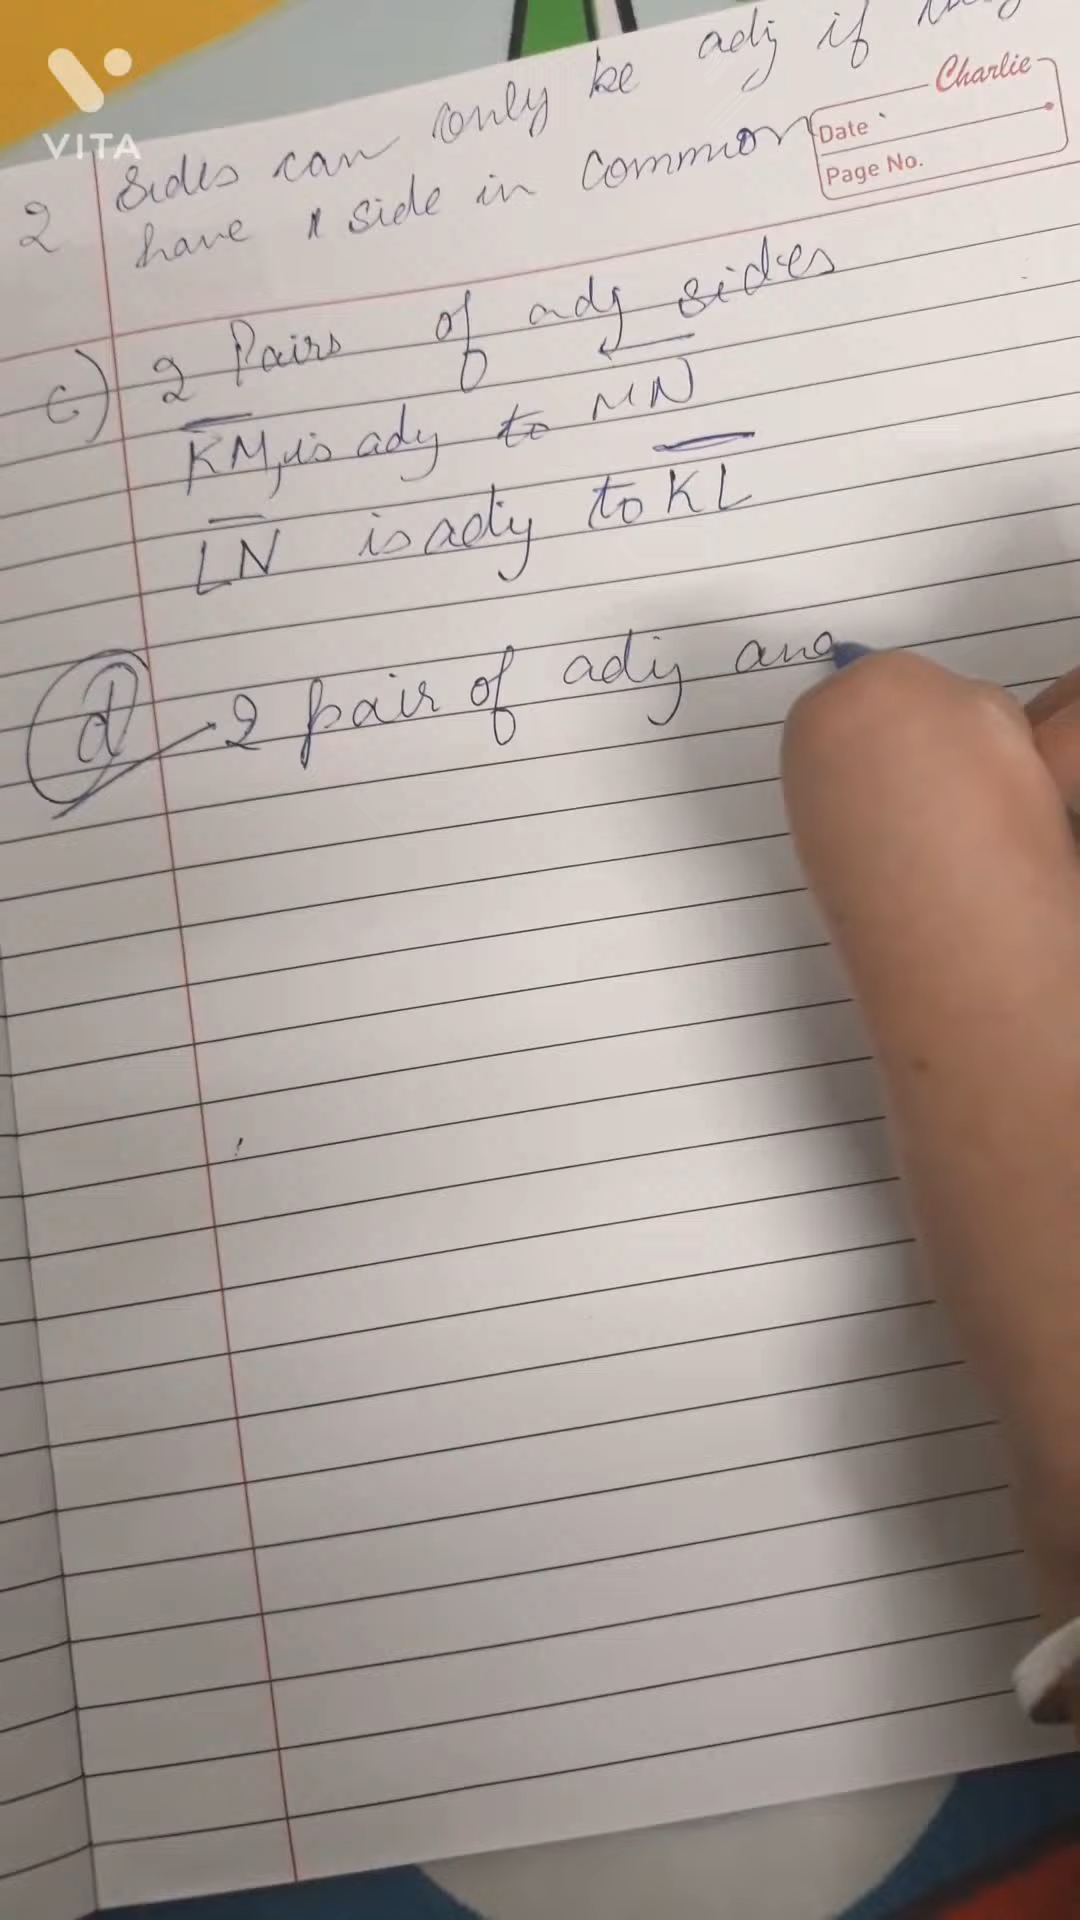 VITA
sides can only be adj if
2 have 1 side in common
Charlie
Date
Page No.
c) 2 Pairs of adj sides
KM, is adj to MN
LN is adj to KL
d 2 pair of adj ang